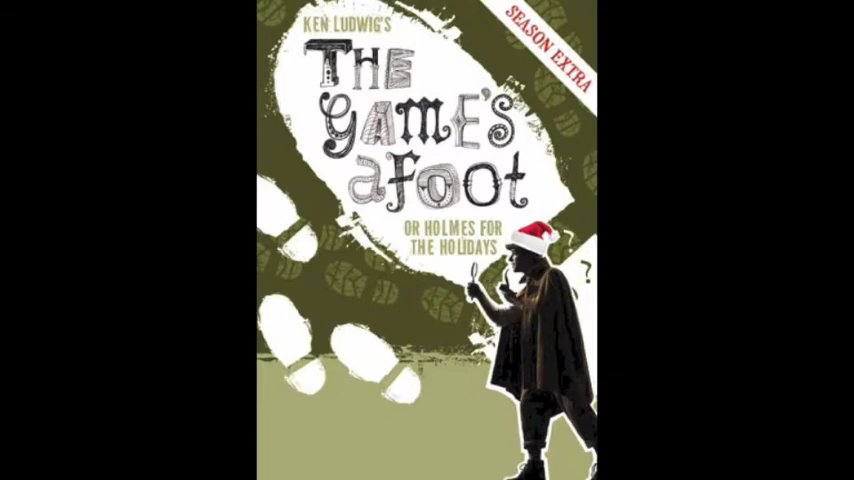 KEN LUDWIG'S
THE
GAME'S
aFOOt
OR HOLMES FOR
THE HOLIDAYS
SEASON EXTRA
?